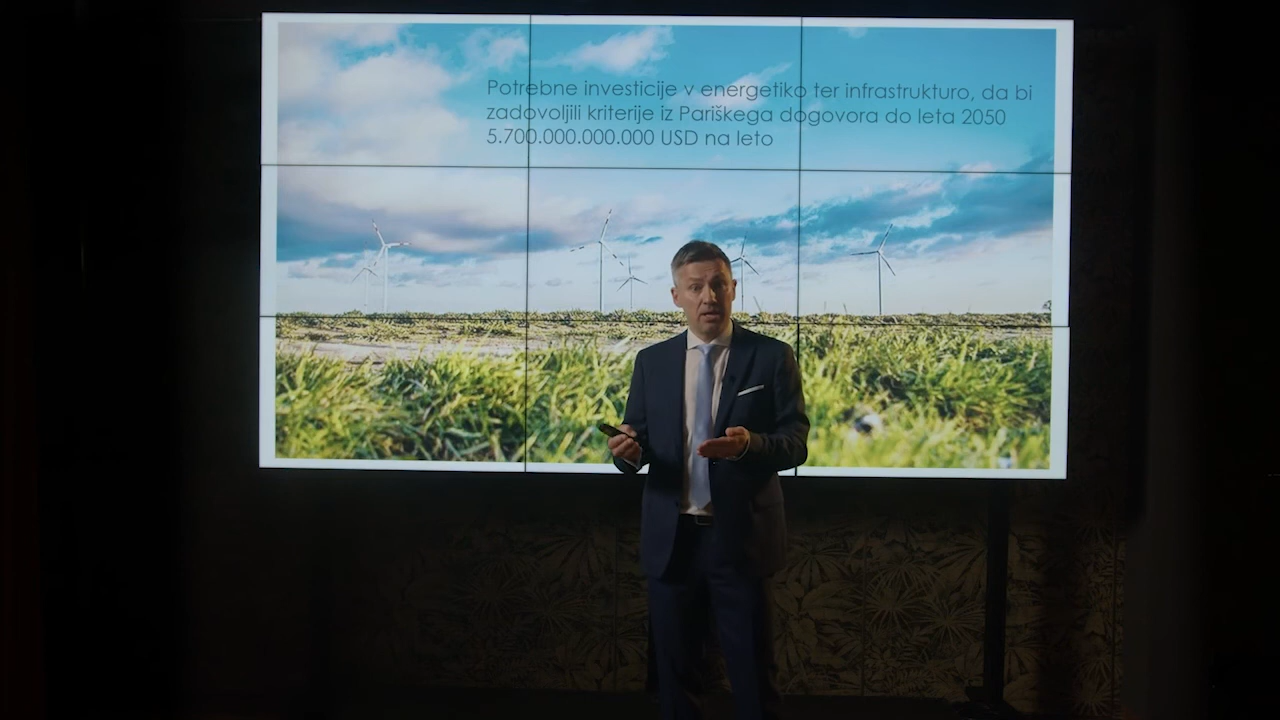 Potrebne investicije v energetiko ter infrastrukturo, da bi
zadovoljili kriterije iz Pariškega dogovora do leta 2050
5.700.000.000.000 USD na leto